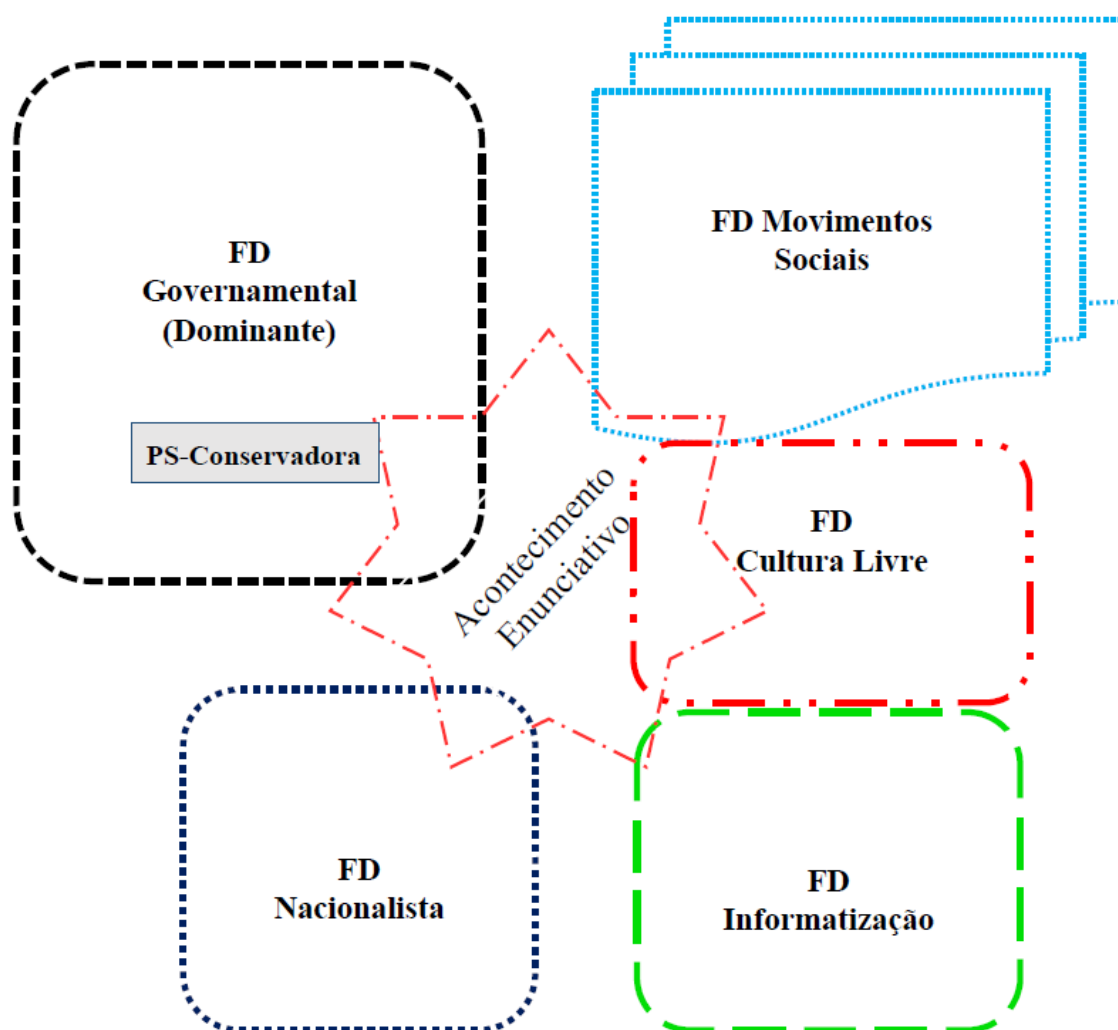 FD
Governamental
(Dominante)
PS-Conservadora
FD Movimentos
Sociais
Acontecimento
Enunciativo
FD
Cultura Livre
FD
Nacionalista
FD
Informatização